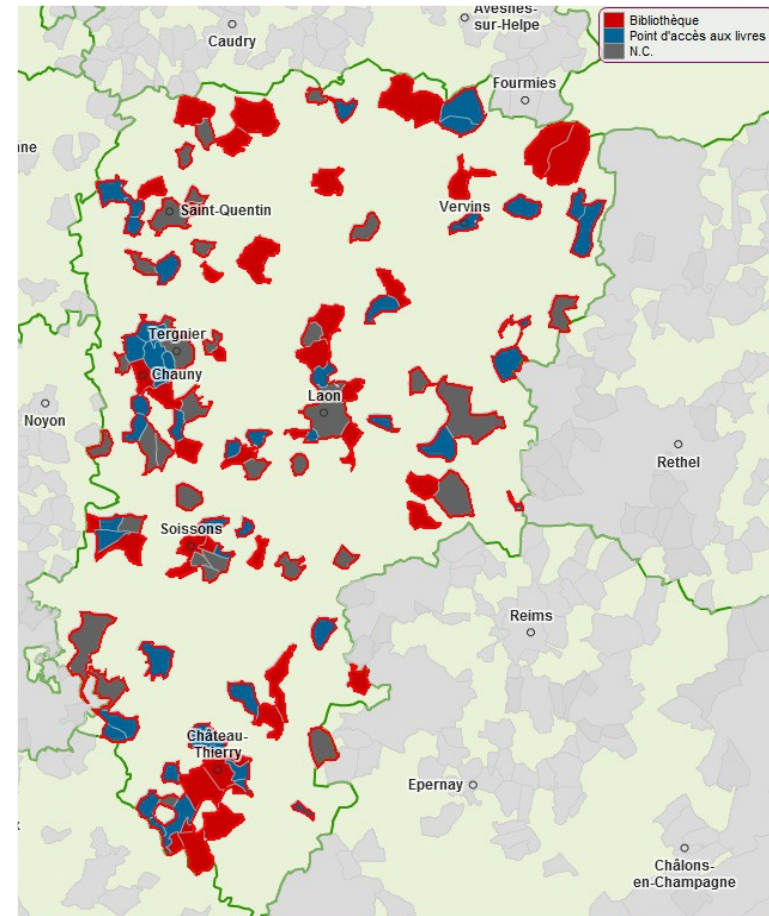 Avesnes-
sur-Helpe
Bibliothèque
Point d'accès aux livres
N.C.
Caudry
Fournies
Saint-Quentin
Vervins
Tergnier
Chauny
Laon
Noyon
Rethel
Soissons
Reims
Château-
Thierry
Epernay
Châlons-
en-Champagne